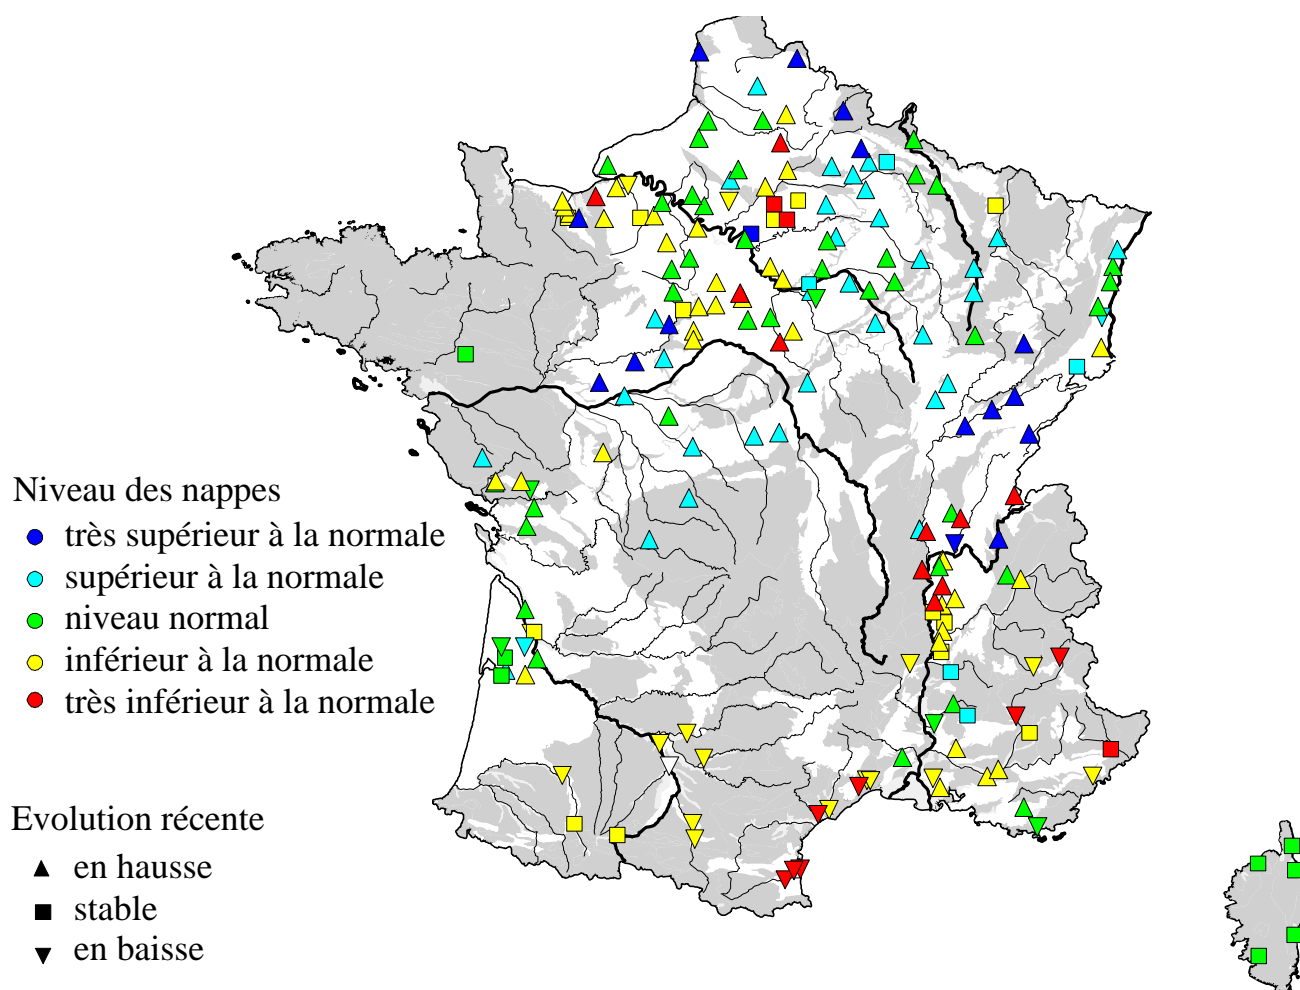 Niveau des nappes
très supérieur à la normale
supérieur à la normale
niveau normal
inférieur à la normale
très inférieur à la normale
Evolution récente
en hausse
stable
en baisse